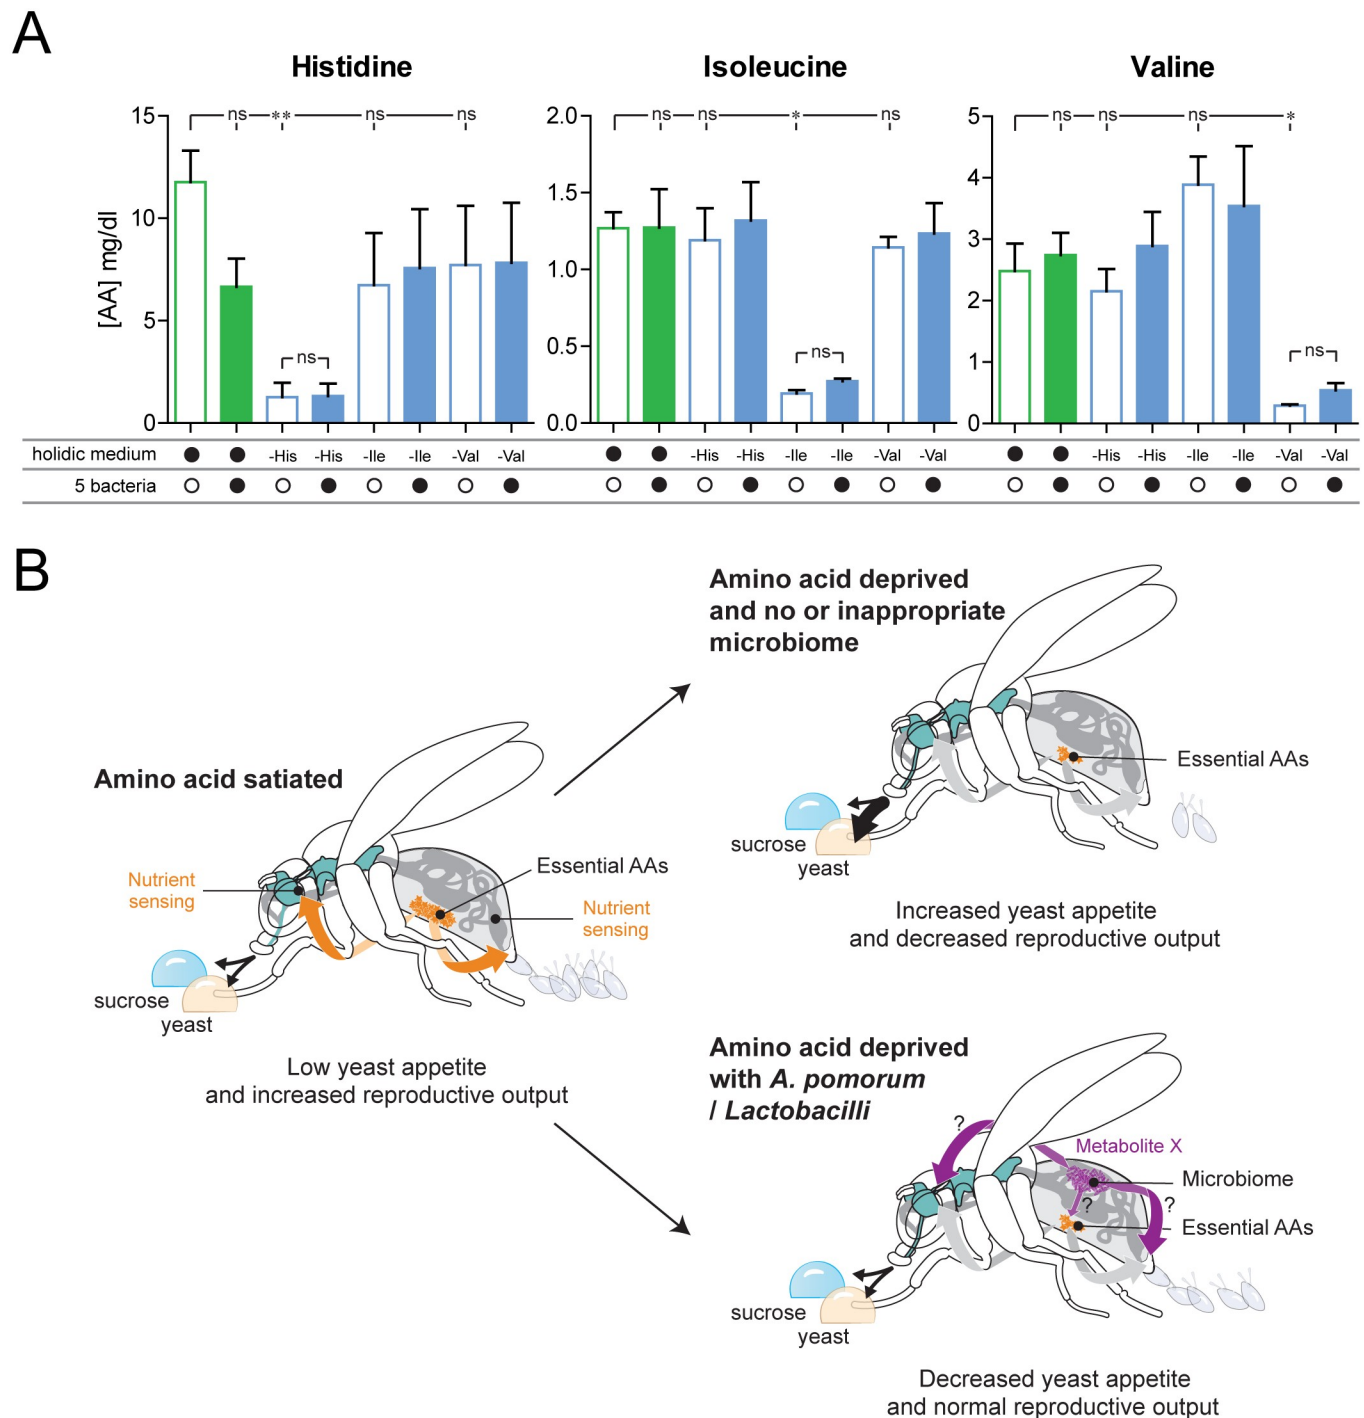 A
Histidine
Isoleucine
Valine
ns ** ns ns
ns ns * ns
ns ns ns *
15
10
5
0
[AA] mg/dl
ns
2.0
1.5
1.0
0.5
0.0
ns
5
4
3
2
1
0
ns
holidic medium -His -His -Ile -Ile -Val -Val -His -His -Ile -Ile -Val -Val -His -His -Ile -Ile -Val -Val
5 bacteria
B
Amino acid deprived
and no or inappropriate
microbiome
Essential AAs
sucrose
yeast
Increased yeast appetite
and decreased reproductive output
Amino acid satiated
Nutrient
sensing
Essential AAs
Nutrient
sensing
sucrose
yeast
Low yeast appetite
and increased reproductive output
Amino acid deprived
with A. pomorum
/ Lactobacilli
?
Metabolite X
Microbiome
?
?
Essential AAs
sucrose
yeast
Decreased yeast appetite
and normal reproductive output